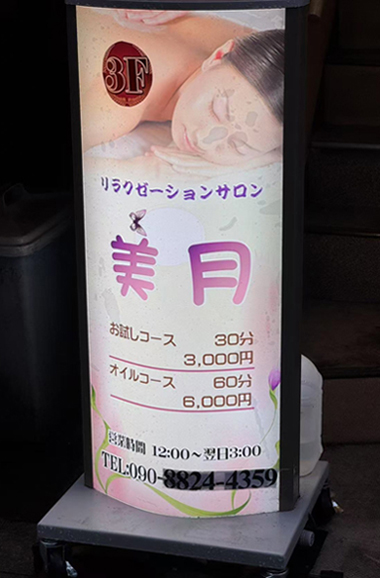 3F
リラクゼーションサロン
美月
お試しコース 30分
3,000円
オイルコース 60分
6,000円
営業時間 12:00～翌日3:00
TEL:090-8824-4359